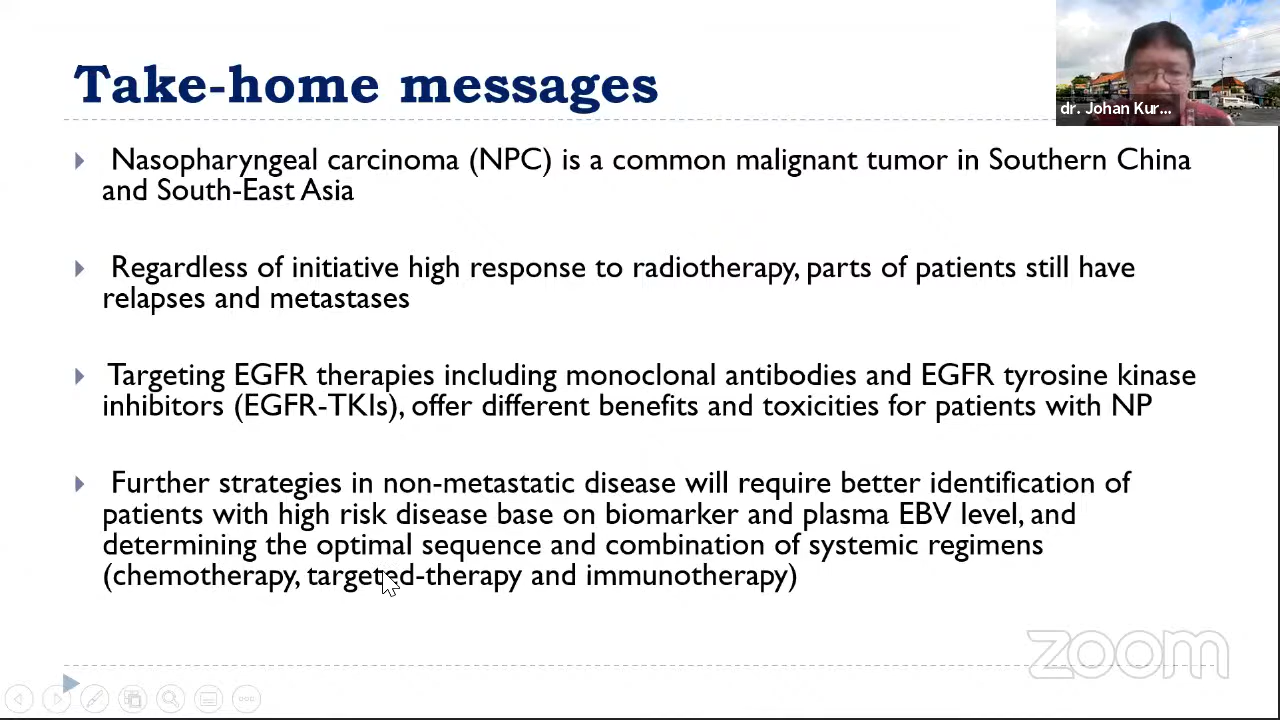 Take-home messages
dr. Johan Kur...
Nasopharyngeal carcinoma (NPC) is a common malignant tumor in Southern China
and South-East Asia
Regardless of initiative high response to radiotherapy, parts of patients still have
relapses and metastases
Targeting EGFR therapies including monoclonal antibodies and EGFR tyrosine kinase
inhibitors (EGFR-TKIs), offer different benefits and toxicities for patients with NP
Further strategies in non-metastatic disease will require better identification of
patients with high risk disease base on biomarker and plasma EBV level, and
determining the optimal sequence and combination of systemic regimens
(chemotherapy, targeted-therapy and immunotherapy)
zoom